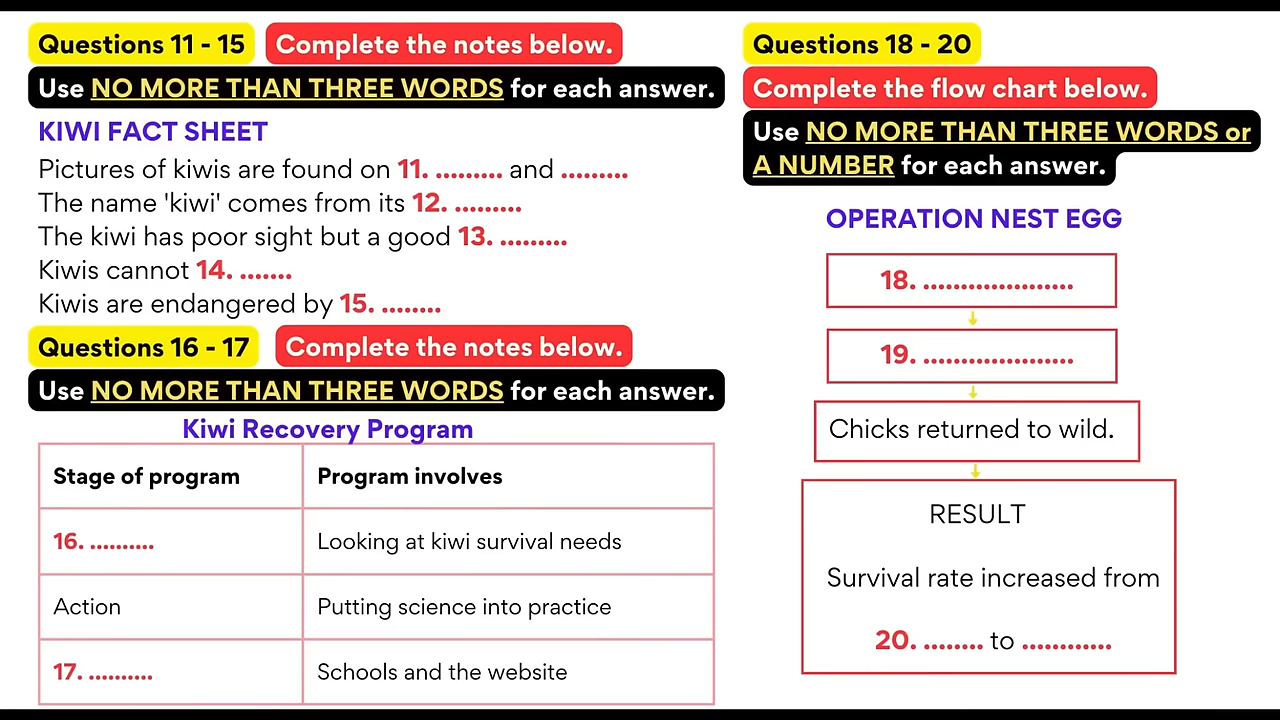 Questions 11 - 15 Complete the notes below.
Use NO MORE THAN THREE WORDS for each answer.
KIWI FACT SHEET
Pictures of kiwis are found on 11. ......... and .........
The name 'kiwi' comes from its 12. .........
The kiwi has poor sight but a good 13. .........
Kiwis cannot 14. .......
Kiwis are endangered by 15. ........
Questions 16 - 17 Complete the notes below.
Use NO MORE THAN THREE WORDS for each answer.
Kiwi Recovery Program
Stage of program Program involves
16. .......... Looking at kiwi survival needs
Action Putting science into practice
17. .......... Schools and the website
Questions 18 - 20
Complete the flow chart below.
Use NO MORE THAN THREE WORDS or
A NUMBER for each answer.
OPERATION NEST EGG
18. ....................
19. ....................
Chicks returned to wild.
RESULT
Survival rate increased from
20. ........ to ............